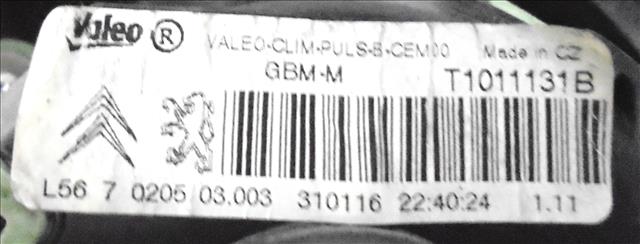 Valeo ® VALEO-CLIM-PULS-B-CEM00 Made in CZ
GBM-M T1011131B
L56 7 0205 03.003 310116 22:40:24 1.11